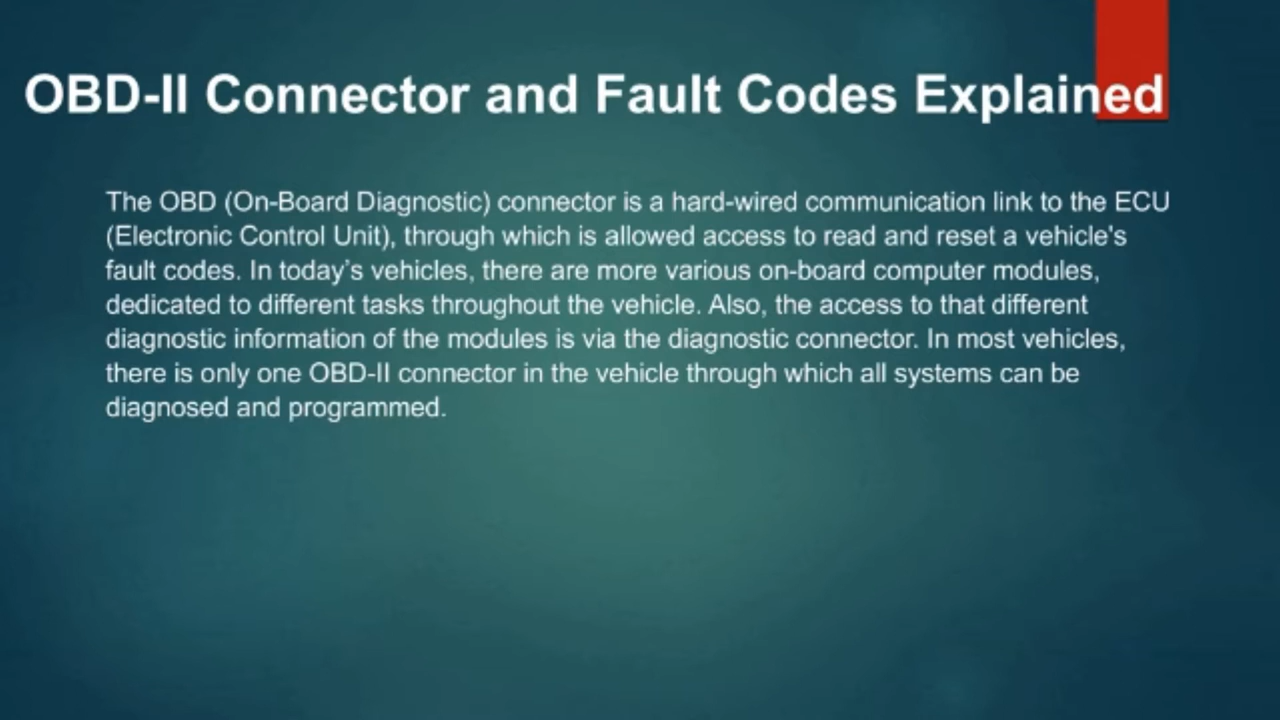 OBD-II Connector and Fault Codes Explained
The OBD (On-Board Diagnostic) connector is a hard-wired communication link to the ECU
(Electronic Control Unit), through which is allowed access to read and reset a vehicle's
fault codes. In today’s vehicles, there are more various on-board computer modules,
dedicated to different tasks throughout the vehicle. Also, the access to that different
diagnostic information of the modules is via the diagnostic connector. In most vehicles,
there is only one OBD-II connector in the vehicle through which all systems can be
diagnosed and programmed.